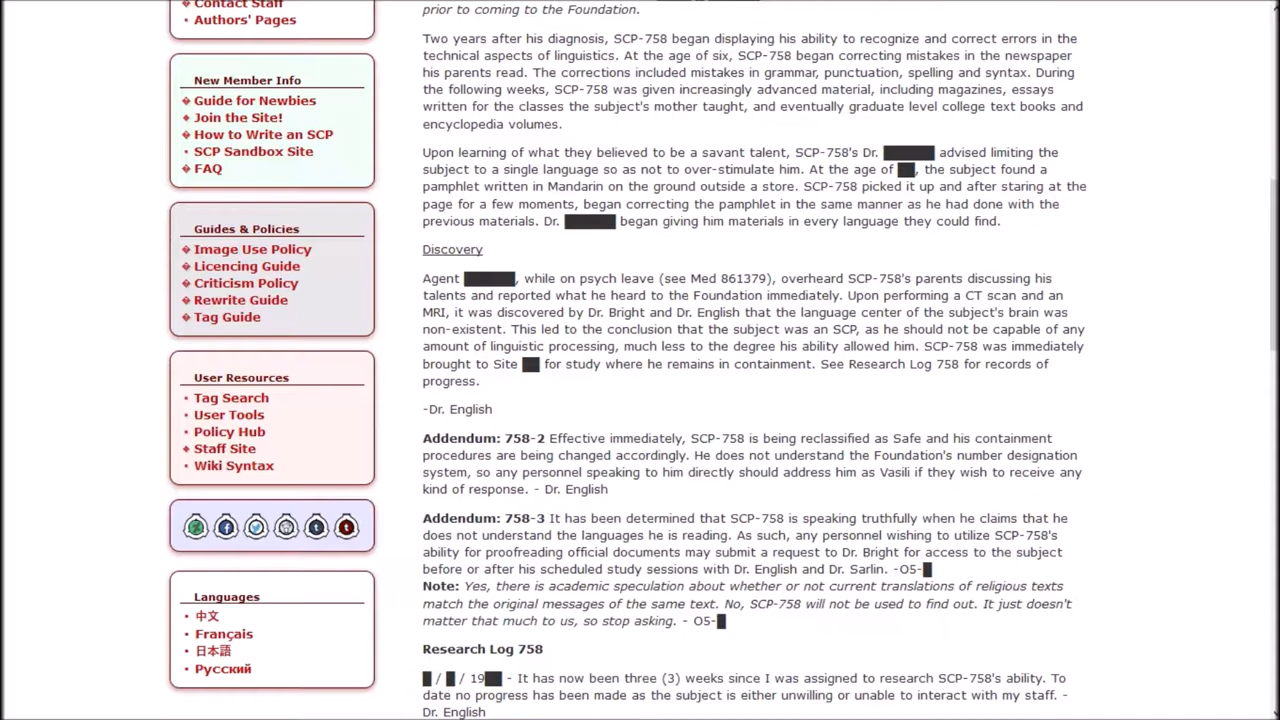 Contact Staff
Authors' Pages
New Member Info
Guide for Newbies
Join the Site!
How to Write an SCP
SCP Sandbox Site
FAQ
Guides & Policies
Image Use Policy
Licencing Guide
Criticism Policy
Rewrite Guide
Tag Guide
User Resources
Tag Search
User Tools
Policy Hub
Staff Site
Wiki Syntax
Languages
中文
Français
日本語
Русский
prior to coming to the Foundation.
Two years after his diagnosis, SCP-758 began displaying his ability to recognize and correct errors in the
technical aspects of linguistics. At the age of six, SCP-758 began correcting mistakes in the newspaper
his parents read. The corrections included mistakes in grammar, punctuation, spelling and syntax. During
the following weeks, SCP-758 was given increasingly advanced material, including magazines, essays
written for the classes the subject's mother taught, and eventually graduate level college text books and
encyclopedia volumes.
Upon learning of what they believed to be a savant talent, SCP-758's Dr. ██████ advised limiting the
subject to a single language so as not to over-stimulate him. At the age of ██, the subject found a
pamphlet written in Mandarin on the ground outside a store. SCP-758 picked it up and after staring at the
page for a few moments, began correcting the pamphlet in the same manner as he had done with the
previous materials. Dr. ██████ began giving him materials in every language they could find.
Discovery
Agent ██████, while on psych leave (see Med 861379), overheard SCP-758's parents discussing his
talents and reported what he heard to the Foundation immediately. Upon performing a CT scan and an
MRI, it was discovered by Dr. Bright and Dr. English that the language center of the subject's brain was
non-existent. This led to the conclusion that the subject was an SCP, as he should not be capable of any
amount of linguistic processing, much less to the degree his ability allowed him. SCP-758 was immediately
brought to Site ██ for study where he remains in containment. See Research Log 758 for records of
progress.
-Dr. English
Addendum: 758-2 Effective immediately, SCP-758 is being reclassified as Safe and his containment
procedures are being changed accordingly. He does not understand the Foundation's number designation
system, so any personnel speaking to him directly should address him as Vasili if they wish to receive any
kind of response. - Dr. English
Addendum: 758-3 It has been determined that SCP-758 is speaking truthfully when he claims that he
does not understand the languages he is reading. As such, any personnel wishing to utilize SCP-758's
ability for proofreading official documents may submit a request to Dr. Bright for access to the subject
before or after his scheduled study sessions with Dr. English and Dr. Sarlin. -O5-█
Note: Yes, there is academic speculation about whether or not current translations of religious texts
match the original messages of the same text. No, SCP-758 will not be used to find out. It just doesn't
matter that much to us, so stop asking. - O5-█
Research Log 758
█ / █ / 19██ - It has now been three (3) weeks since I was assigned to research SCP-758's ability. To
date no progress has been made as the subject is either unwilling or unable to interact with my staff. -
Dr. English